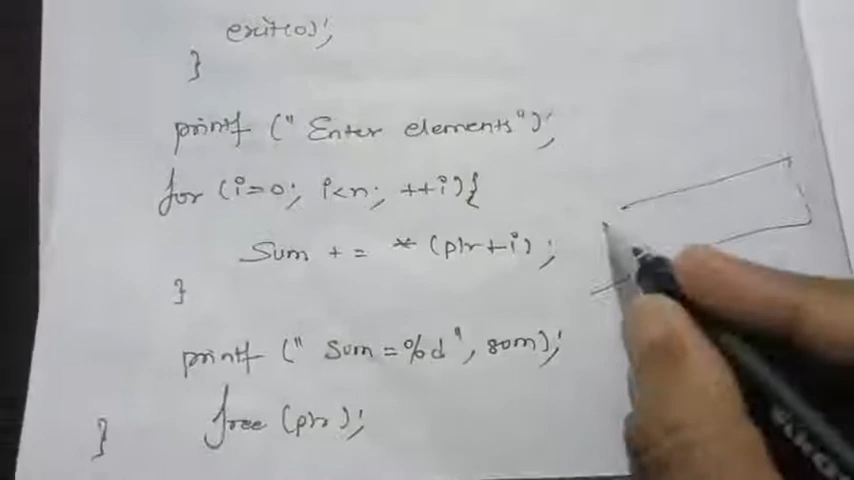 exit(0);
}
printf (" Enter elements");
for (i=0; i<n; ++i){
Sum += * (ptr+i);
}
printf (" Sum=%d", sum);
free (ptr);
}